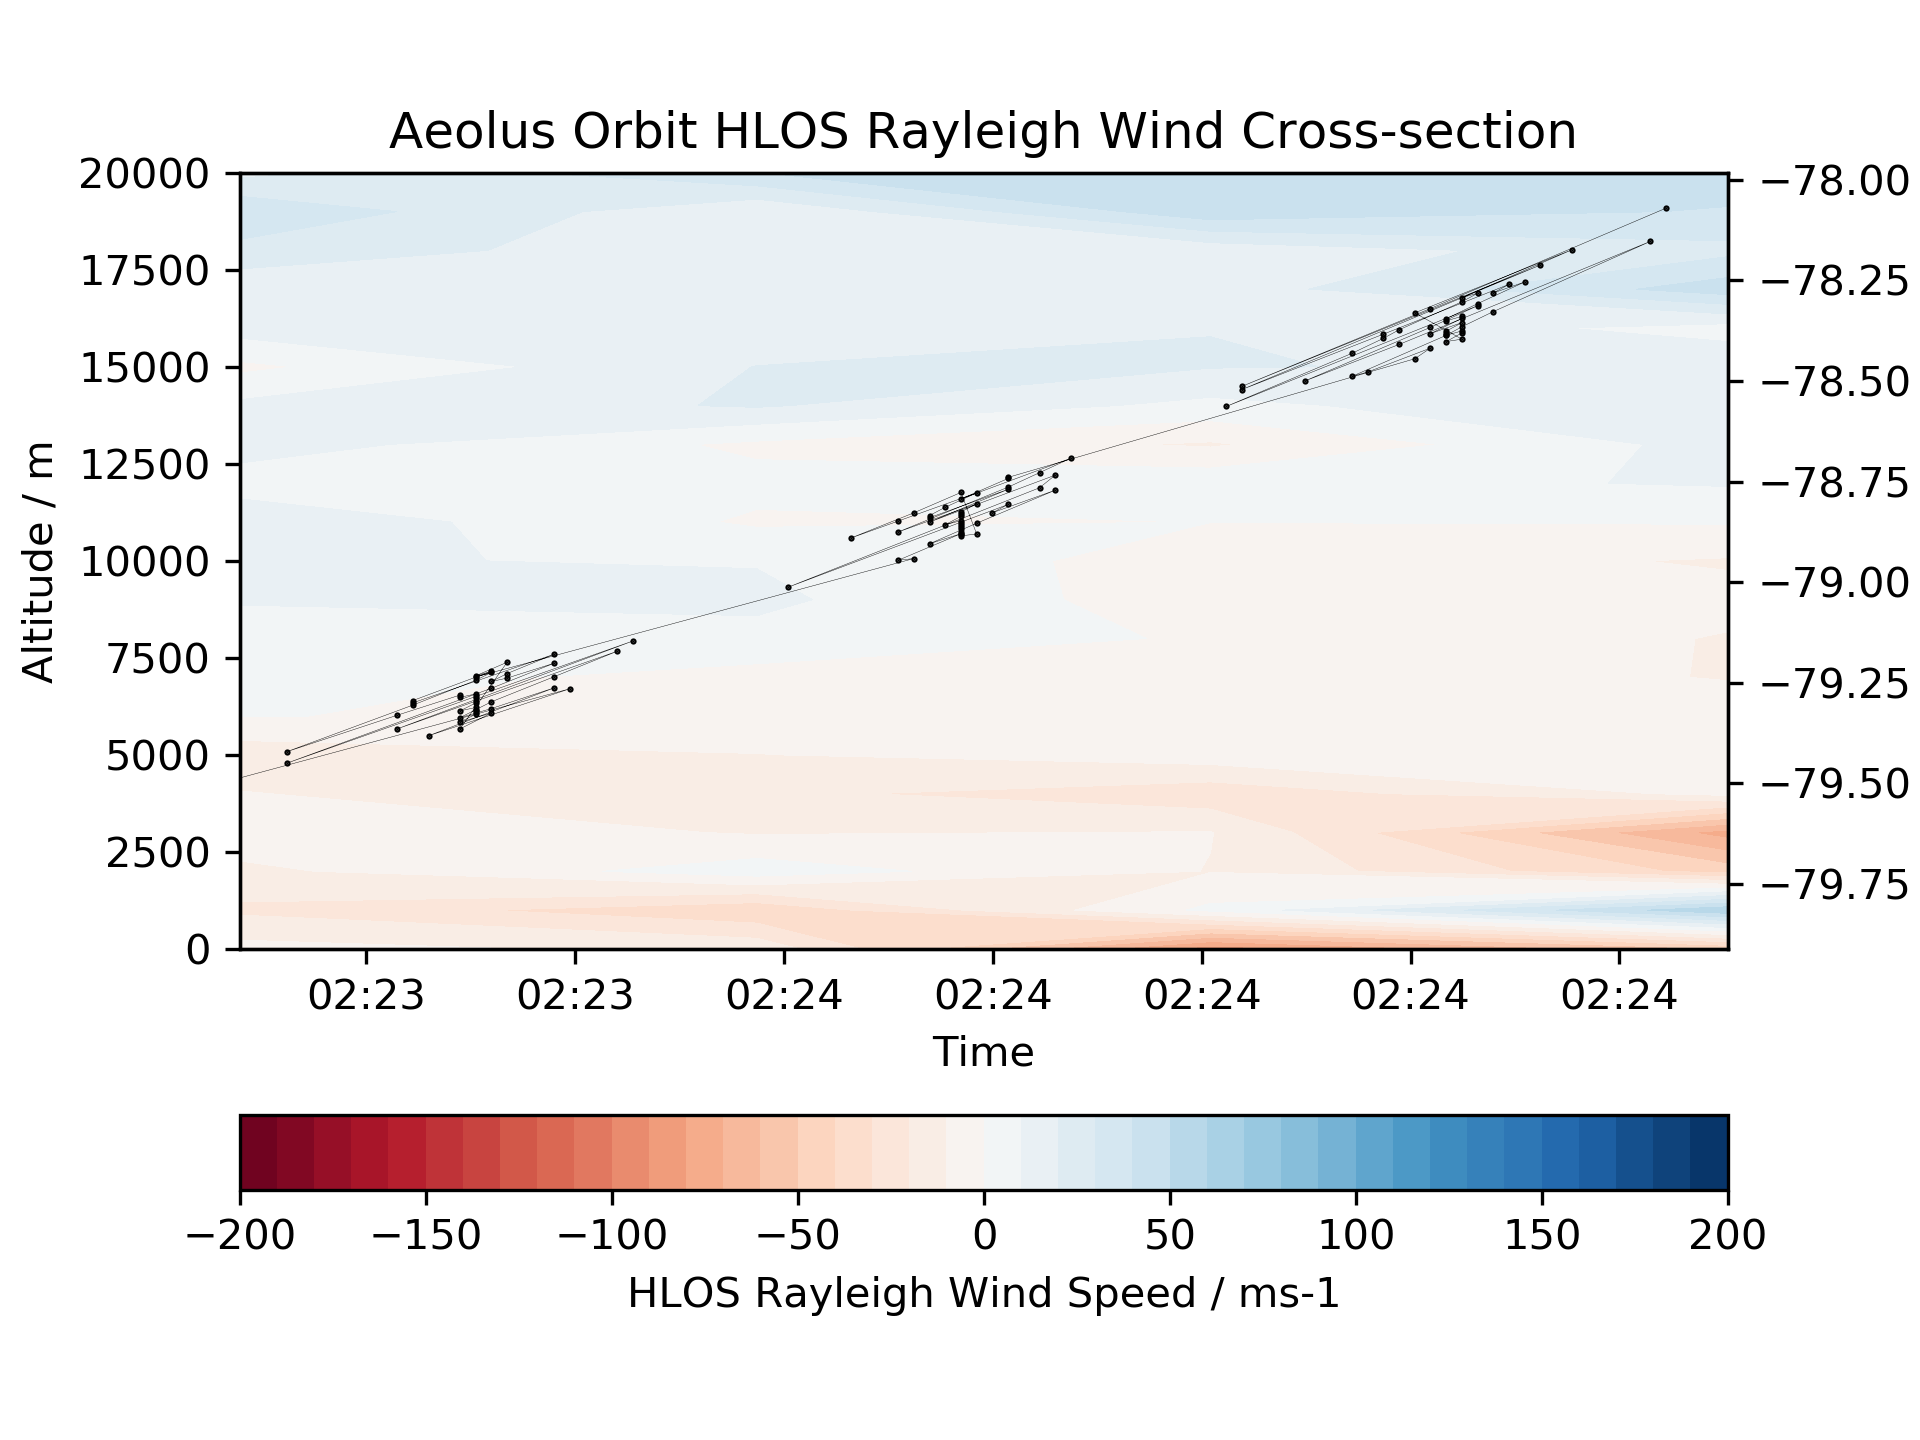 Aeolus Orbit HLOS Rayleigh Wind Cross-section
20000
17500
15000
12500
10000
7500
5000
2500
0
Altitude / m
−78.00
−78.25
−78.50
−78.75
−79.00
−79.25
−79.50
−79.75
02:23 02:23 02:24 02:24 02:24 02:24 02:24
Time
−200 −150 −100 −50 0 50 100 150 200
HLOS Rayleigh Wind Speed / ms-1